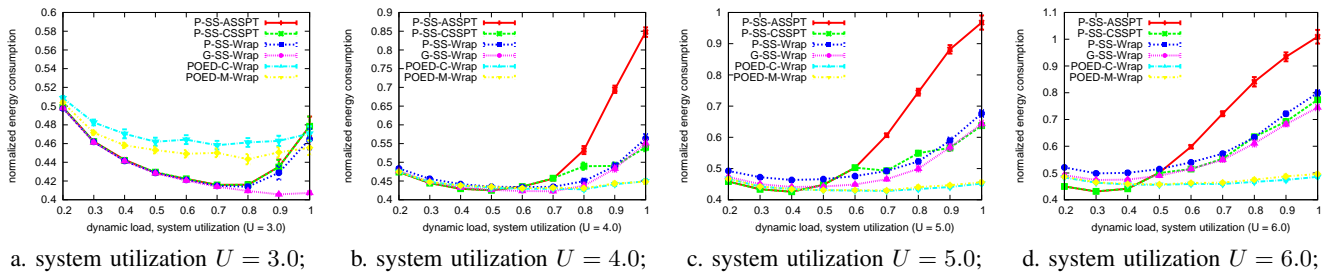 normalized energy consumption
0.6
0.58
0.56
0.54
0.52
0.5
0.48
0.46
0.44
0.42
0.4
P-SS-ASSPT
P-SS-CSSPT
P-SS-Wrap
G-SS-Wrap
POED-C-Wrap
POED-M-Wrap
0.2 0.3 0.4 0.5 0.6 0.7 0.8 0.9 1
dynamic load, system utilization (U = 3.0)
a. system utilization U = 3.0;
normalized energy consumption
0.9
0.85
0.8
0.75
0.7
0.65
0.6
0.55
0.5
0.45
0.4
P-SS-ASSPT
P-SS-CSSPT
P-SS-Wrap
G-SS-Wrap
POED-C-Wrap
POED-M-Wrap
0.2 0.3 0.4 0.5 0.6 0.7 0.8 0.9 1
dynamic load, system utilization (U = 4.0)
b. system utilization U = 4.0;
normalized energy consumption
1
0.9
0.8
0.7
0.6
0.5
0.4
P-SS-ASSPT
P-SS-CSSPT
P-SS-Wrap
G-SS-Wrap
POED-C-Wrap
POED-M-Wrap
0.2 0.3 0.4 0.5 0.6 0.7 0.8 0.9 1
dynamic load, system utilization (U = 5.0)
c. system utilization U = 5.0;
normalized energy consumption
1.1
1
0.9
0.8
0.7
0.6
0.5
0.4
P-SS-ASSPT
P-SS-CSSPT
P-SS-Wrap
G-SS-Wrap
POED-C-Wrap
POED-M-Wrap
0.2 0.3 0.4 0.5 0.6 0.7 0.8 0.9 1
dynamic load, system utilization (U = 6.0)
d. system utilization U = 6.0;